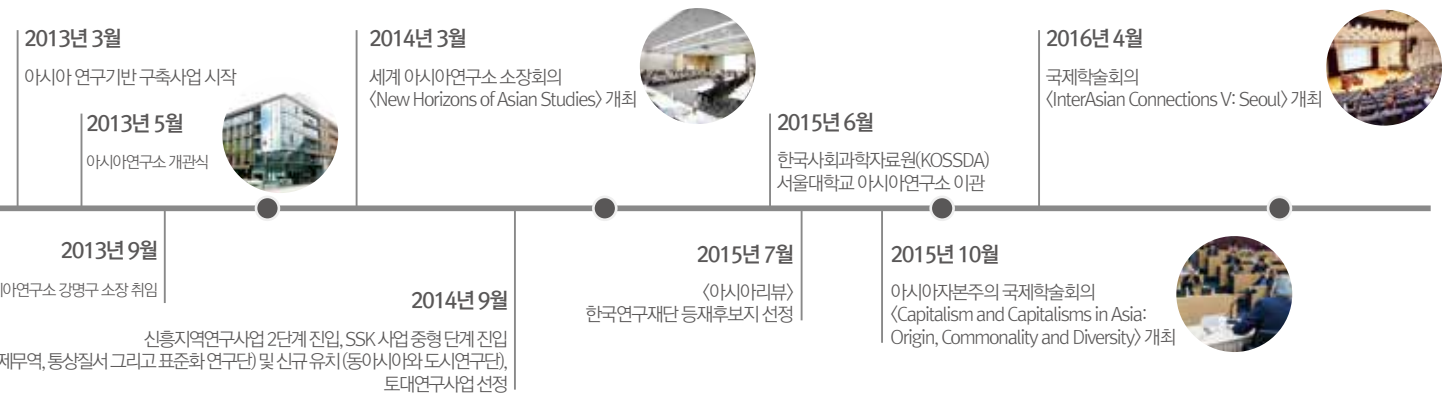 2013년 3월
아시아 연구기반 구축사업 시작
2013년 5월
아시아연구소 개관식
2014년 3월
세계 아시아연구소 소장회의
〈New Horizons of Asian Studies〉 개최
2015년 6월
한국사회과학자료원(KOSSDA)
서울대학교 아시아연구소 이관
2016년 4월
국제학술회의
〈InterAsian Connections V: Seoul〉 개최
2013년 9월
아연구소 강명구 소장 취임
2014년 9월
신흥지역연구사업 2단계 진입, SSK 사업 중형 단계 진입
제무역, 통상질서 그리고 표준화 연구단) 및 신규 유치 (동아시아와 도시연구단),
토대연구사업 선정
2015년 7월
〈아시아리뷰〉
한국연구재단 등재후보지 선정
2015년 10월
아시아자본주의 국제학술회의
〈Capitalism and Capitalisms in Asia:
Origin, Commonality and Diversity〉 개최